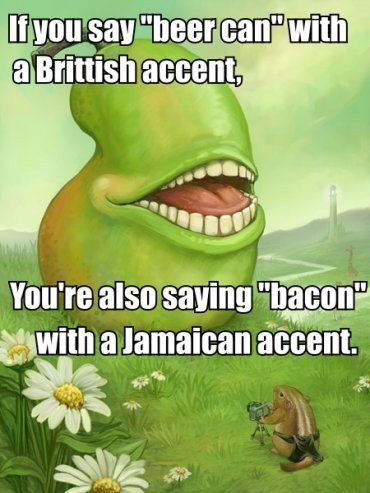 If you say "beer can" with
a Brittish accent,
You're also saying "bacon"
with a Jamaican accent.